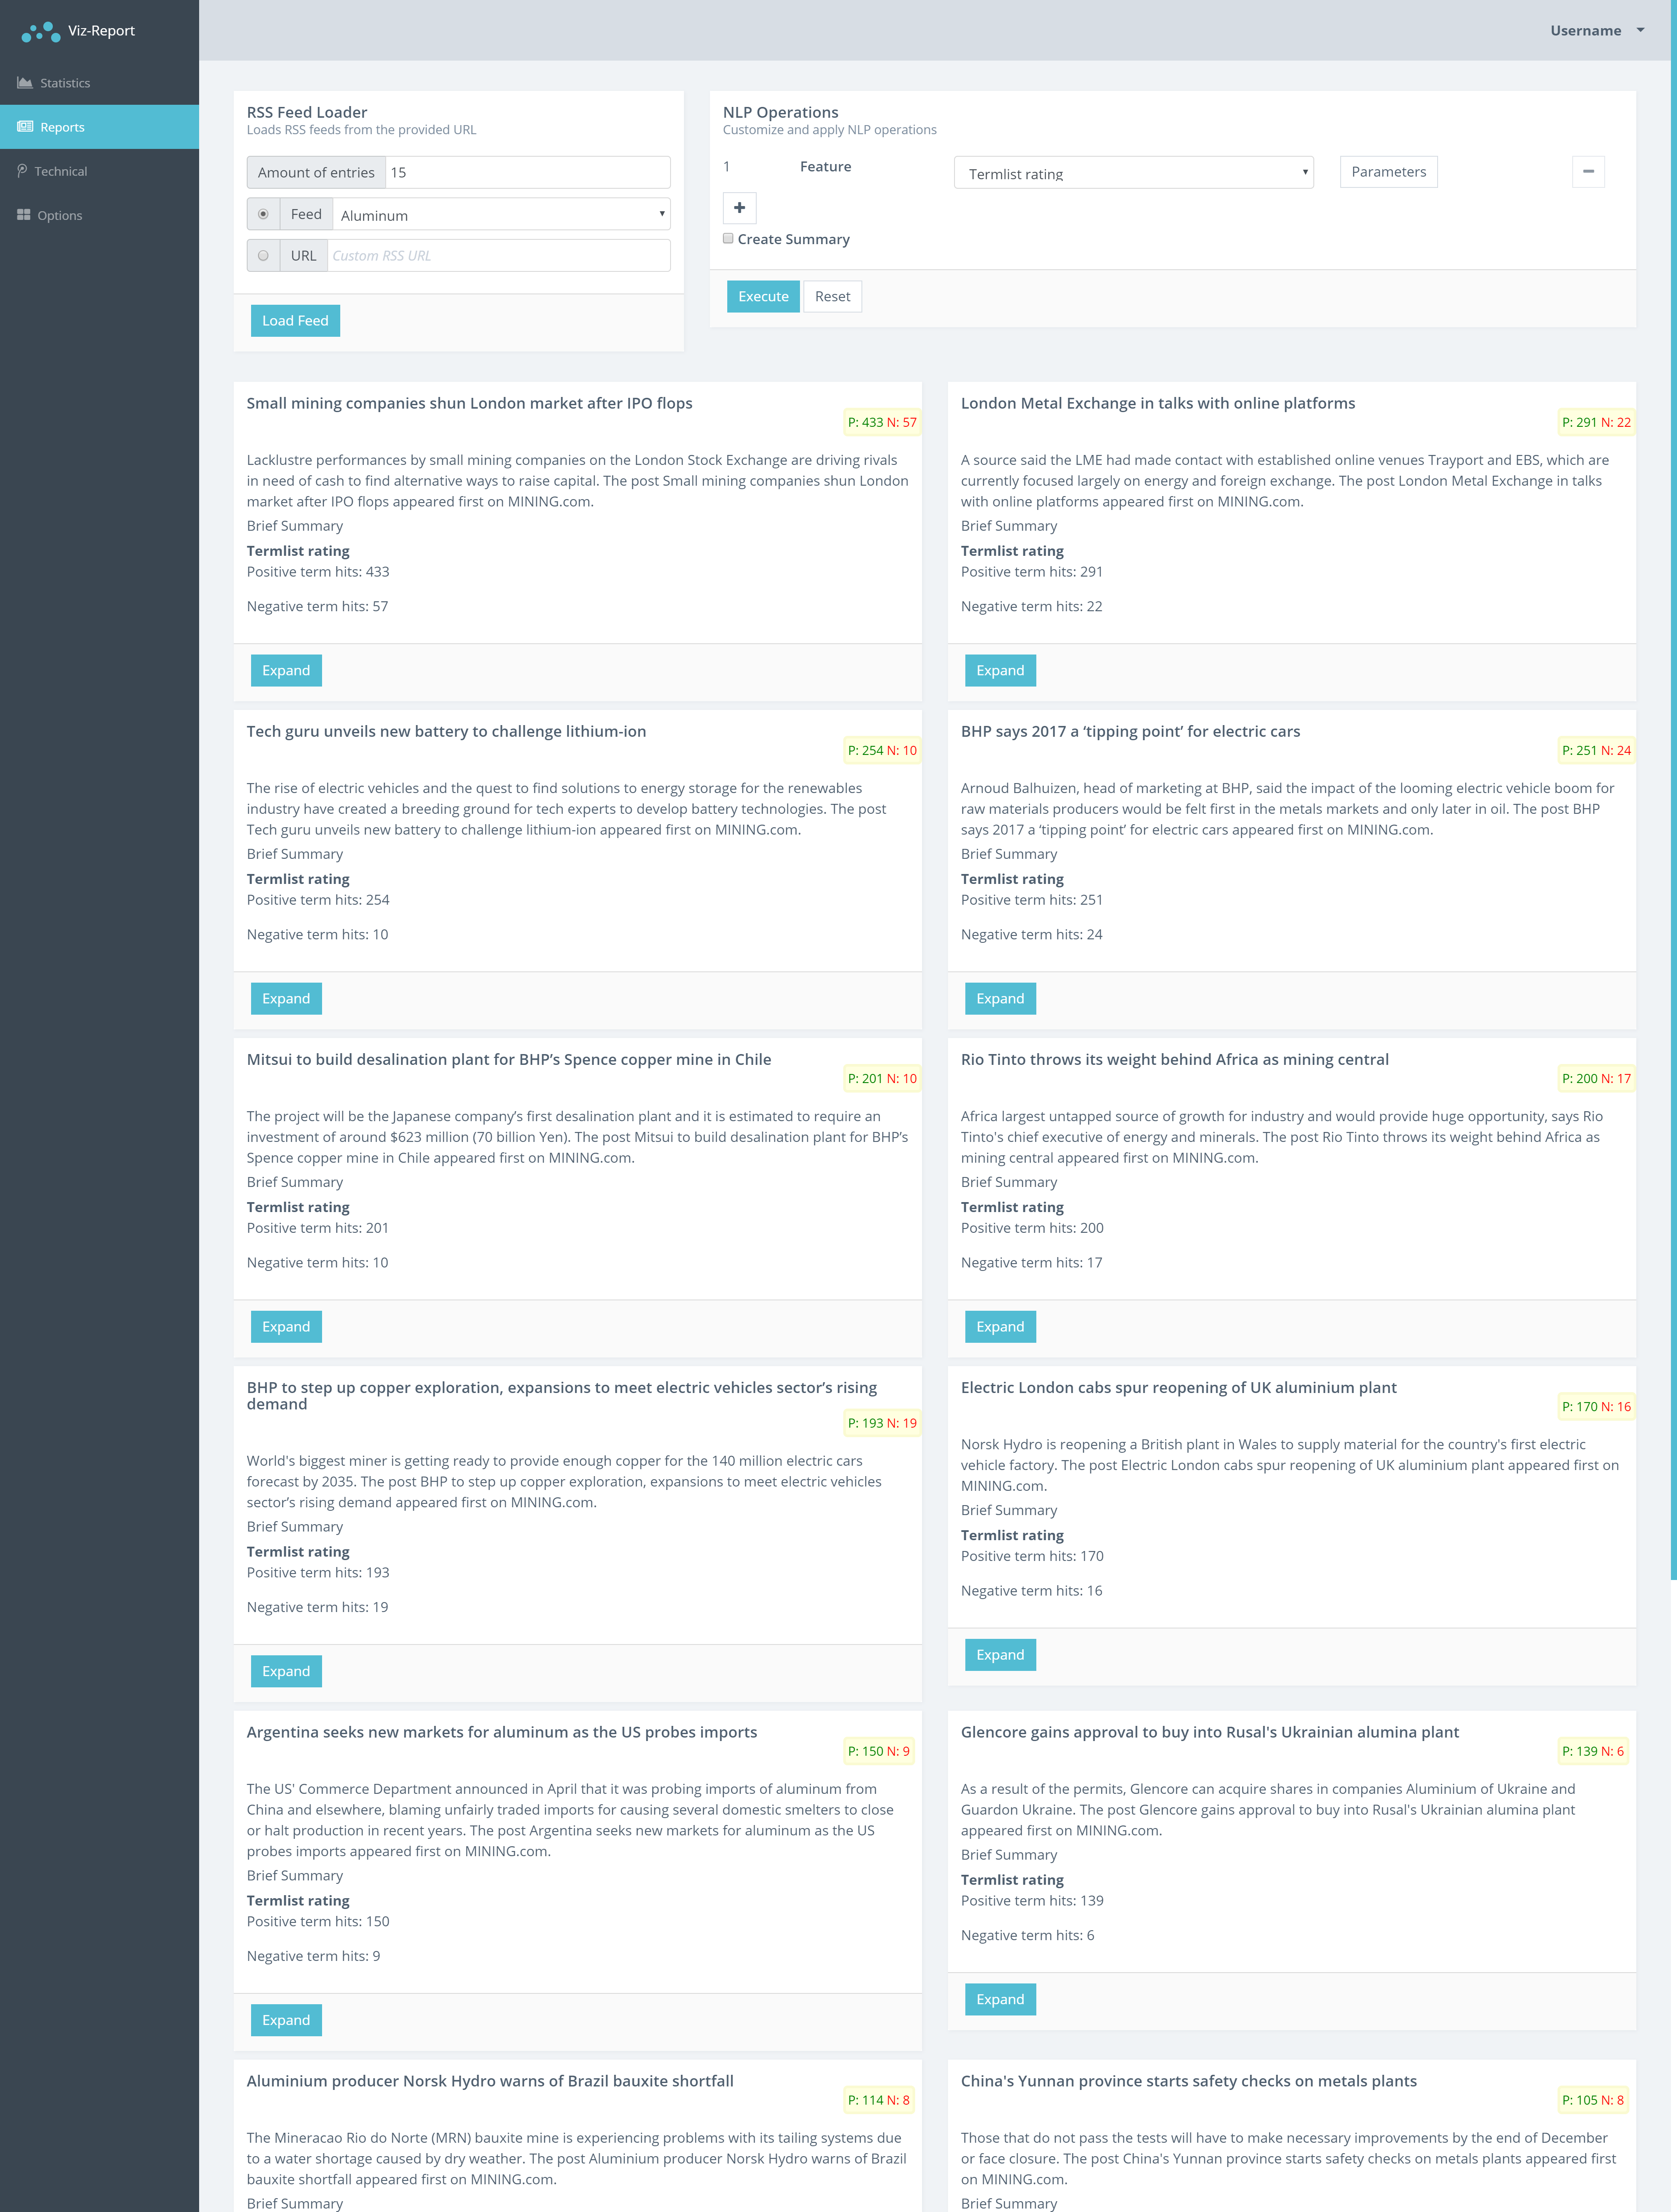 Viz-Report
Username
Statistics
Reports
Technical
Options
RSS Feed Loader
Loads RSS feeds from the provided URL
Amount of entries 15
Feed Aluminum
URL Custom RSS URL
Load Feed
NLP Operations
Customize and apply NLP operations
1 Feature Termlist rating Parameters
Create Summary
Execute Reset
Small mining companies shun London market after IPO flops
P: 433 N: 57
Lacklustre performances by small mining companies on the London Stock Exchange are driving rivals
in need of cash to find alternative ways to raise capital. The post Small mining companies shun London
market after IPO flops appeared first on MINING.com.
Brief Summary
Termlist rating
Positive term hits: 433
Negative term hits: 57
Expand
London Metal Exchange in talks with online platforms
P: 291 N: 22
A source said the LME had made contact with established online venues Trayport and EBS, which are
currently focused largely on energy and foreign exchange. The post London Metal Exchange in talks
with online platforms appeared first on MINING.com.
Brief Summary
Termlist rating
Positive term hits: 291
Negative term hits: 22
Expand
Tech guru unveils new battery to challenge lithium-ion
P: 254 N: 10
The rise of electric vehicles and the quest to find solutions to energy storage for the renewables
industry have created a breeding ground for tech experts to develop battery technologies. The post
Tech guru unveils new battery to challenge lithium-ion appeared first on MINING.com.
Brief Summary
Termlist rating
Positive term hits: 254
Negative term hits: 10
Expand
BHP says 2017 a ‘tipping point’ for electric cars
P: 251 N: 24
Arnoud Balhuizen, head of marketing at BHP, said the impact of the looming electric vehicle boom for
raw materials producers would be felt first in the metals markets and only later in oil. The post BHP
says 2017 a ‘tipping point’ for electric cars appeared first on MINING.com.
Brief Summary
Termlist rating
Positive term hits: 251
Negative term hits: 24
Expand
Mitsui to build desalination plant for BHP’s Spence copper mine in Chile
P: 201 N: 10
The project will be the Japanese company’s first desalination plant and it is estimated to require an
investment of around $623 million (70 billion Yen). The post Mitsui to build desalination plant for BHP’s
Spence copper mine in Chile appeared first on MINING.com.
Brief Summary
Termlist rating
Positive term hits: 201
Negative term hits: 10
Expand
Rio Tinto throws its weight behind Africa as mining central
P: 200 N: 17
Africa largest untapped source of growth for industry and would provide huge opportunity, says Rio
Tinto's chief executive of energy and minerals. The post Rio Tinto throws its weight behind Africa as
mining central appeared first on MINING.com.
Brief Summary
Termlist rating
Positive term hits: 200
Negative term hits: 17
Expand
BHP to step up copper exploration, expansions to meet electric vehicles sector’s rising
demand
P: 193 N: 19
World's biggest miner is getting ready to provide enough copper for the 140 million electric cars
forecast by 2035. The post BHP to step up copper exploration, expansions to meet electric vehicles
sector’s rising demand appeared first on MINING.com.
Brief Summary
Termlist rating
Positive term hits: 193
Negative term hits: 19
Expand
Electric London cabs spur reopening of UK aluminium plant
P: 170 N: 16
Norsk Hydro is reopening a British plant in Wales to supply material for the country's first electric
vehicle factory. The post Electric London cabs spur reopening of UK aluminium plant appeared first on
MINING.com.
Brief Summary
Termlist rating
Positive term hits: 170
Negative term hits: 16
Expand
Argentina seeks new markets for aluminum as the US probes imports
P: 150 N: 9
The US' Commerce Department announced in April that it was probing imports of aluminum from
China and elsewhere, blaming unfairly traded imports for causing several domestic smelters to close
or halt production in recent years. The post Argentina seeks new markets for aluminum as the US
probes imports appeared first on MINING.com.
Brief Summary
Termlist rating
Positive term hits: 150
Negative term hits: 9
Expand
Glencore gains approval to buy into Rusal's Ukrainian alumina plant
P: 139 N: 6
As a result of the permits, Glencore can acquire shares in companies Aluminium of Ukraine and
Guardon Ukraine. The post Glencore gains approval to buy into Rusal's Ukrainian alumina plant
appeared first on MINING.com.
Brief Summary
Termlist rating
Positive term hits: 139
Negative term hits: 6
Expand
Aluminium producer Norsk Hydro warns of Brazil bauxite shortfall
P: 114 N: 8
The Mineracao Rio do Norte (MRN) bauxite mine is experiencing problems with its tailing systems due
to a water shortage caused by dry weather. The post Aluminium producer Norsk Hydro warns of Brazil
bauxite shortfall appeared first on MINING.com.
Brief Summary
China's Yunnan province starts safety checks on metals plants
P: 105 N: 8
Those that do not pass the tests will have to make necessary improvements by the end of December
or face closure. The post China's Yunnan province starts safety checks on metals plants appeared first
on MINING.com.
Brief Summary